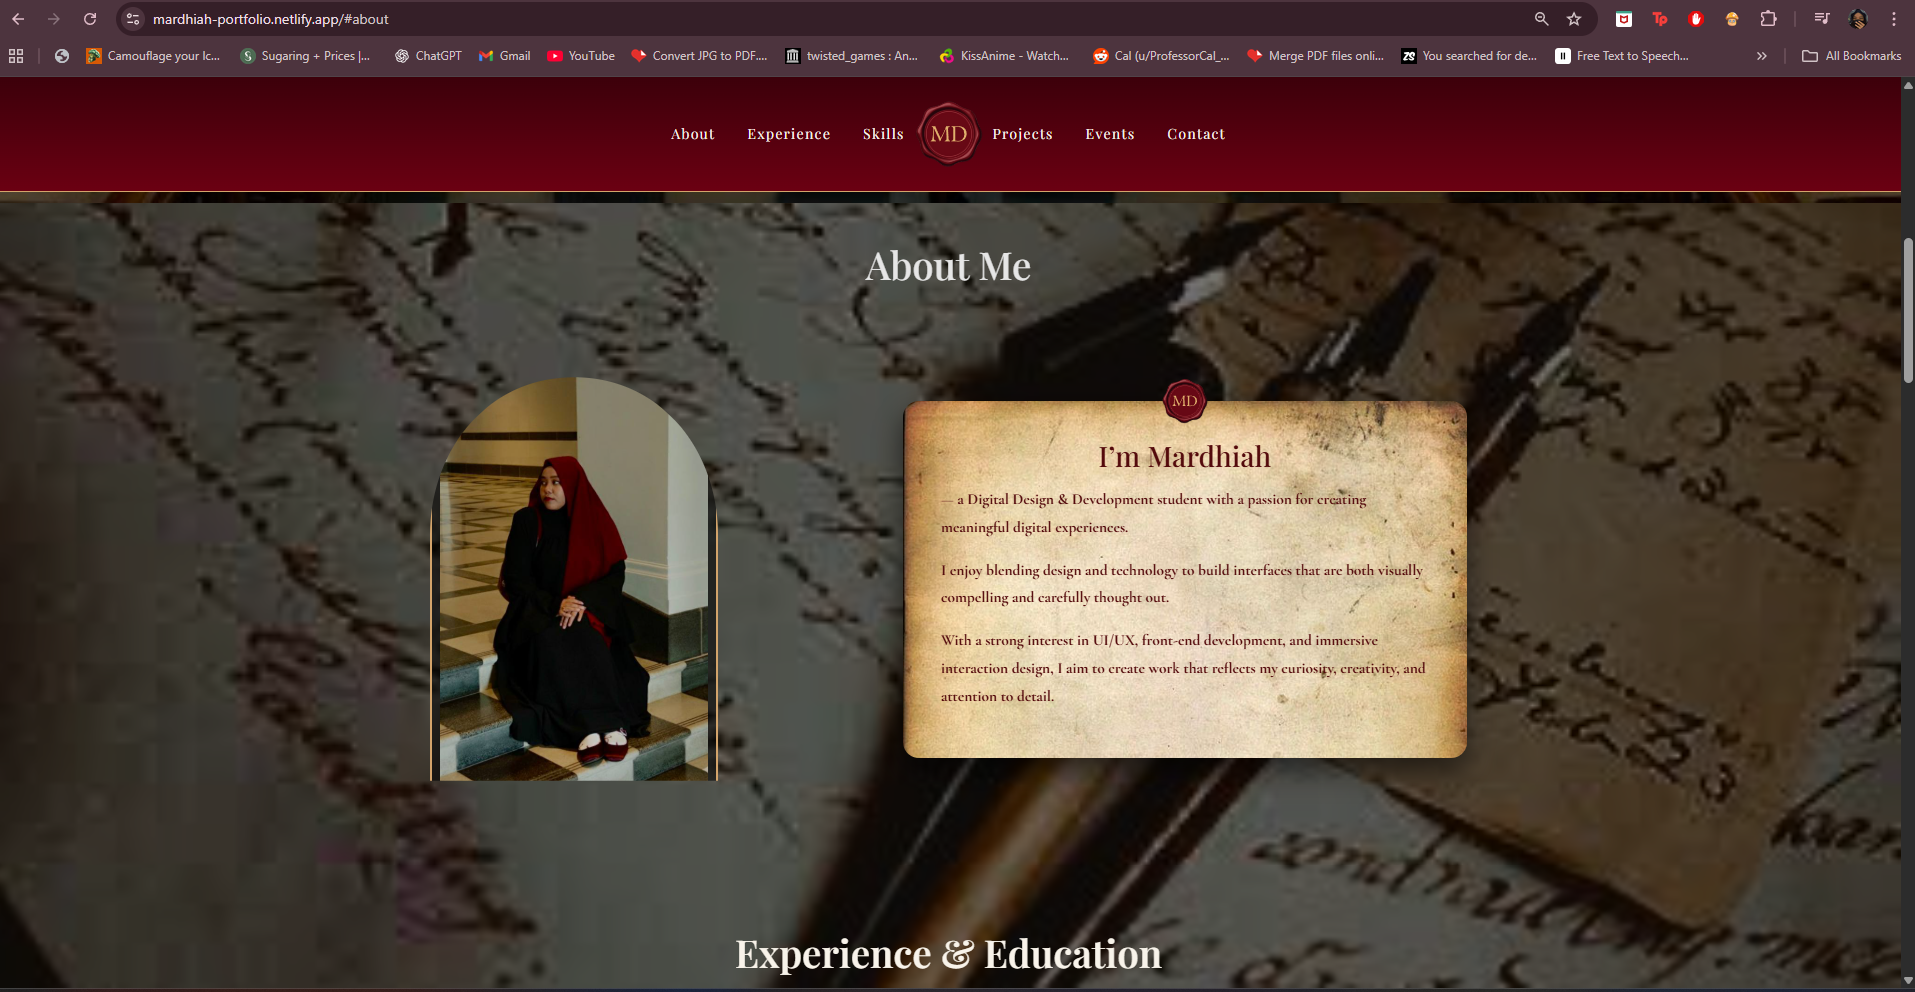 mardhiah-portfolio.netlify.app/#about
Camouflage your Ic...
Sugaring + Prices |...
ChatGPT
Gmail
YouTube
Convert JPG to PDF....
twisted_games : An...
KissAnime - Watch...
Cal (u/ProfessorCal_...
Merge PDF files onli...
You searched for de...
Free Text to Speech...
All Bookmarks
About Experience Skills MD Projects Events Contact
About Me
MD
I'm Mardhiah
— a Digital Design & Development student with a passion for creating
meaningful digital experiences.
I enjoy blending design and technology to build interfaces that are both visually
compelling and carefully thought out.
With a strong interest in UI/UX, front-end development, and immersive
interaction design, I aim to create work that reflects my curiosity, creativity, and
attention to detail.
Experience & Education